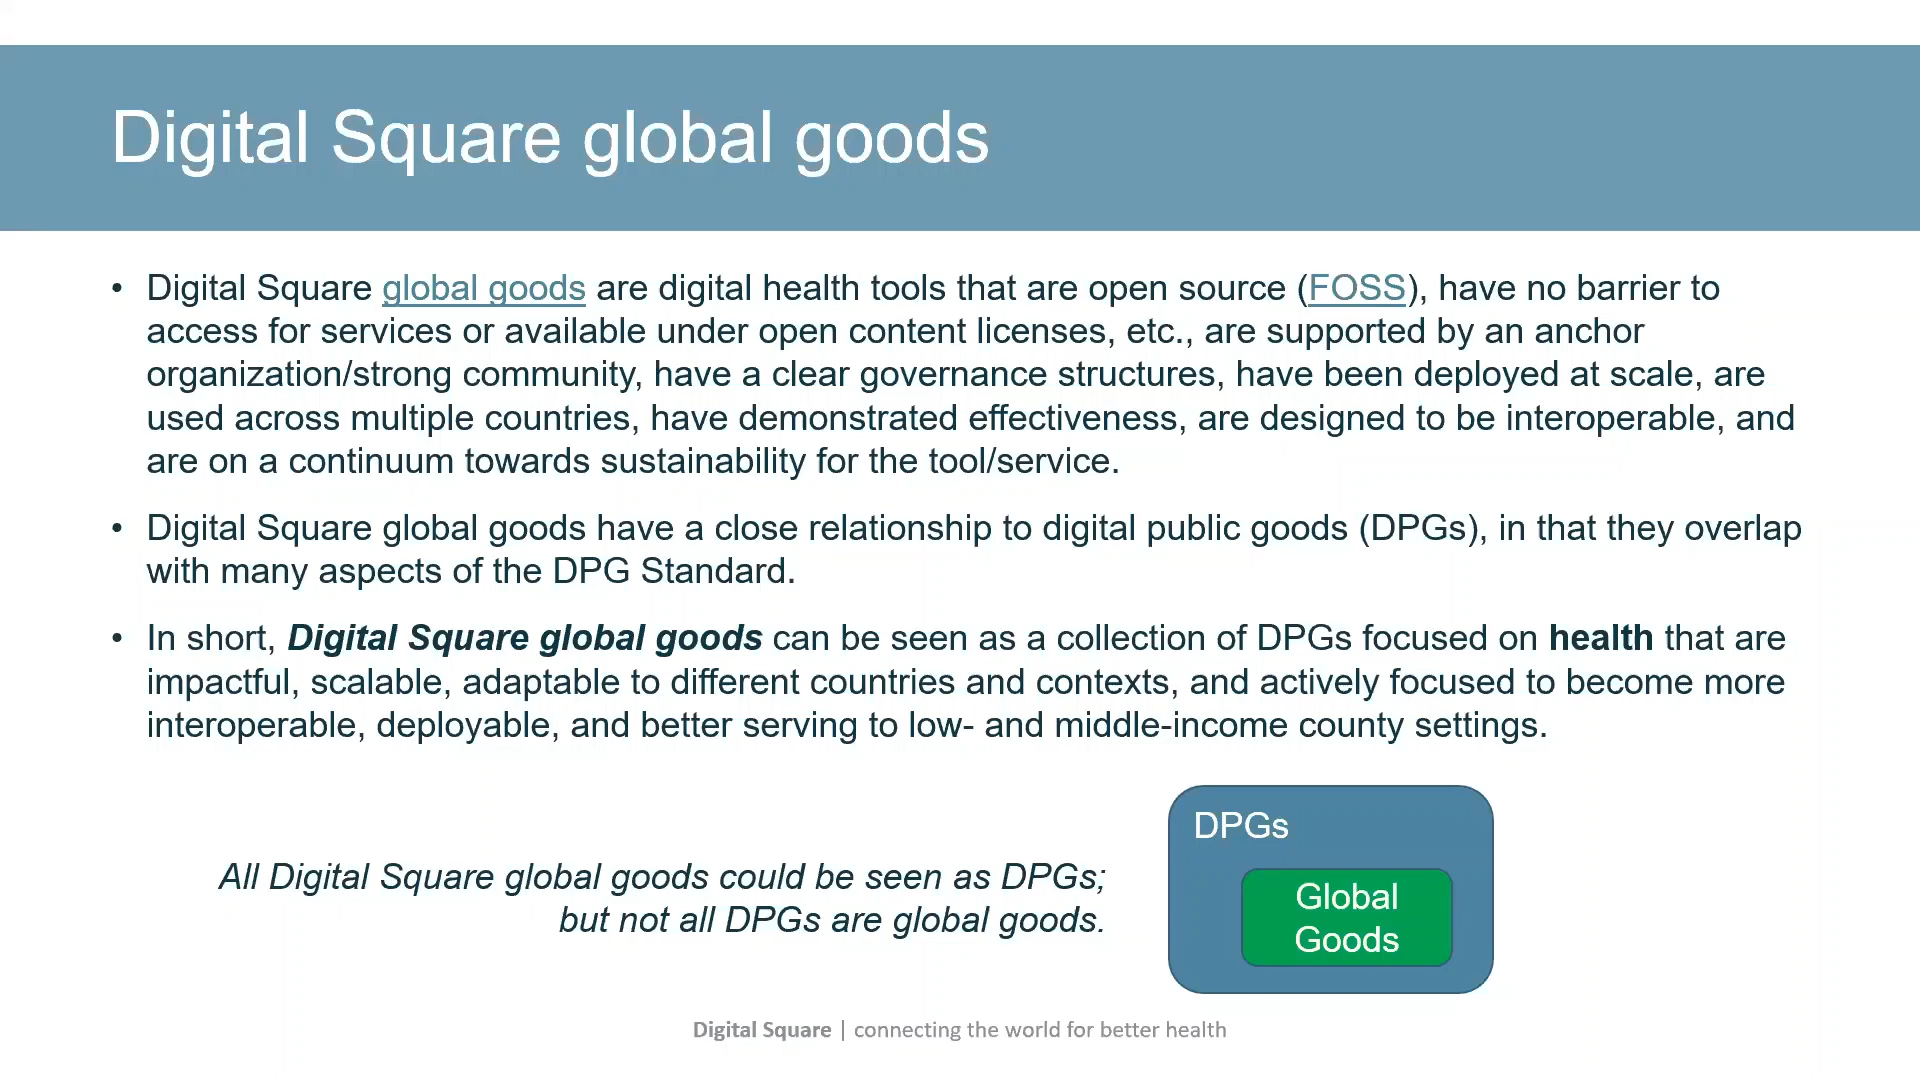 Digital Square global goods
• Digital Square global goods are digital health tools that are open source (FOSS), have no barrier to
access for services or available under open content licenses, etc., are supported by an anchor
organization/strong community, have a clear governance structures, have been deployed at scale, are
used across multiple countries, have demonstrated effectiveness, are designed to be interoperable, and
are on a continuum towards sustainability for the tool/service.
• Digital Square global goods have a close relationship to digital public goods (DPGs), in that they overlap
with many aspects of the DPG Standard.
• In short, Digital Square global goods can be seen as a collection of DPGs focused on health that are
impactful, scalable, adaptable to different countries and contexts, and actively focused to become more
interoperable, deployable, and better serving to low- and middle-income county settings.
All Digital Square global goods could be seen as DPGs;
but not all DPGs are global goods.
DPGs
Global
Goods
Digital Square | connecting the world for better health